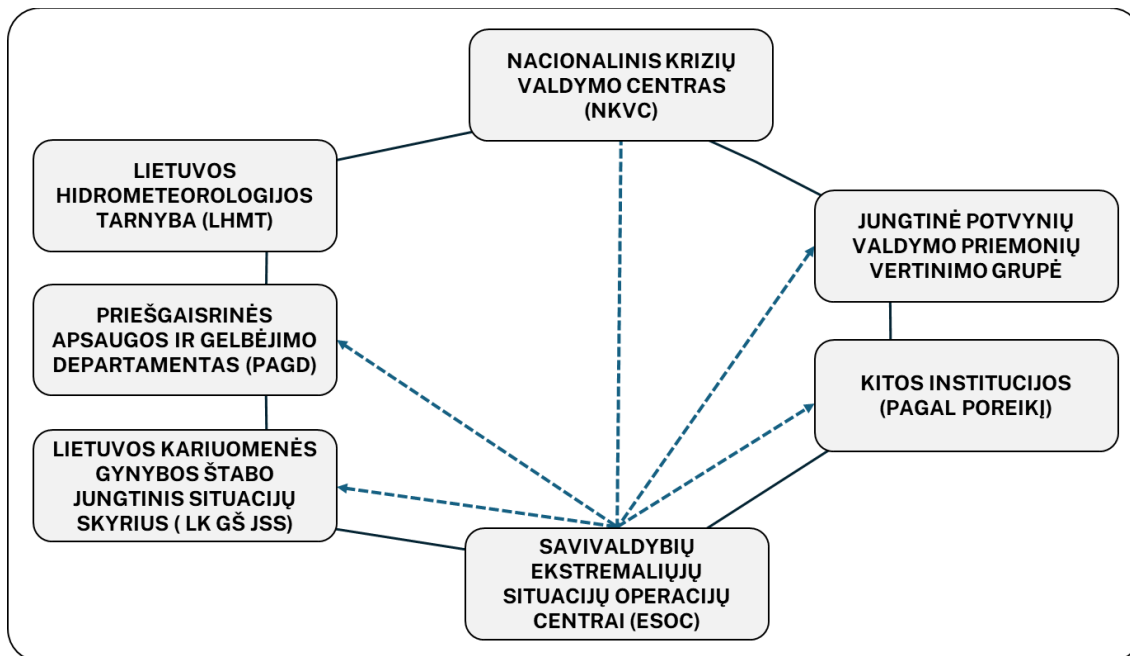 NACIONALINIS KRIZIŲ
VALDYMO CENTRAS
(NKVC)
LIETUVOS
HIDROMETEOROLOGIJOS
TARNYBA (LHMT)
JUNGTINĖ POTVYNIŲ
VALDYMO PRIEMONIŲ
VERTINIMO GRUPĖ
PRIEŠGAISRINĖS
APSAUGOS IR GELBĖJIMO
DEPARTAMENTAS (PAGD)
KITOS INSTITUCIJOS
(PAGAL POREIKĮ)
LIETUVOS KARIUOMENĖS
GYNYBOS ŠTABO
JUNGTINIS SITUACIJŲ
SKYRIUS ( LK GŠ JSS)
SAVIVALDYBIŲ
EKSTREMALIŲJŲ
SITUACIJŲ OPERACIJŲ
CENTRAI (ESOC)